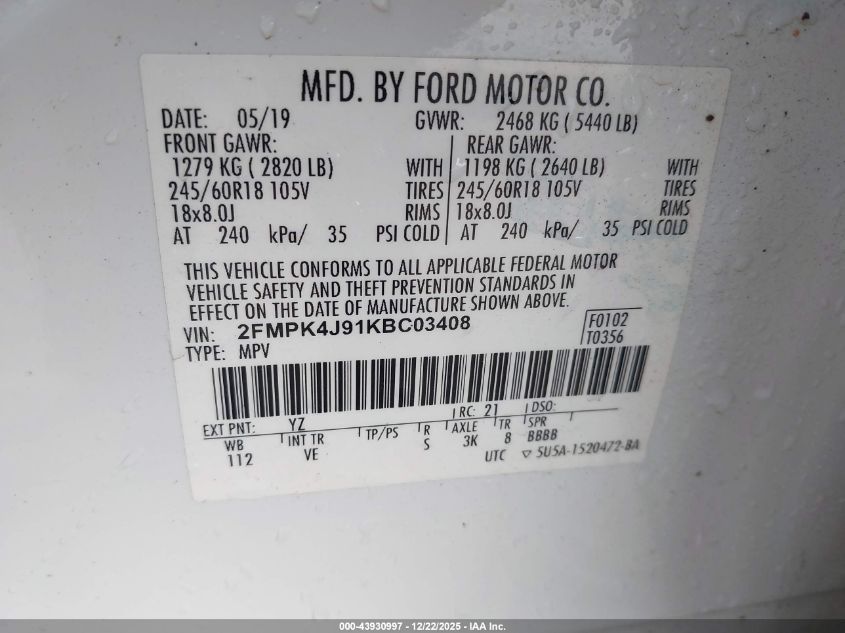 MFD. BY FORD MOTOR CO.
DATE: 05/19 GVWR: 2468 KG ( 5440 LB)
FRONT GAWR: REAR GAWR:
1279 KG ( 2820 LB) WITH 1198 KG ( 2640 LB) WITH
245/60R18 105V TIRES 245/60R18 105V TIRES
18x8.0J RIMS 18x8.0J RIMS
AT 240 kPa/ 35 PSI COLD AT 240 kPa/ 35 PSI COLD
THIS VEHICLE CONFORMS TO ALL APPLICABLE FEDERAL MOTOR
VEHICLE SAFETY AND THEFT PREVENTION STANDARDS IN
EFFECT ON THE DATE OF MANUFACTURE SHOWN ABOVE.
VIN: 2FMPK4J91KBC03408 F0102
TYPE: MPV T0356
EXT PNT: YZ RC: 21 DSO:
WB INT TR TP/PS R AXLE TR SPR
112 VE S 3K 8 BBBB
UTC ▽ 5U5A-1520472-BA
000-43930997 - 12/22/2025 - IAA Inc.